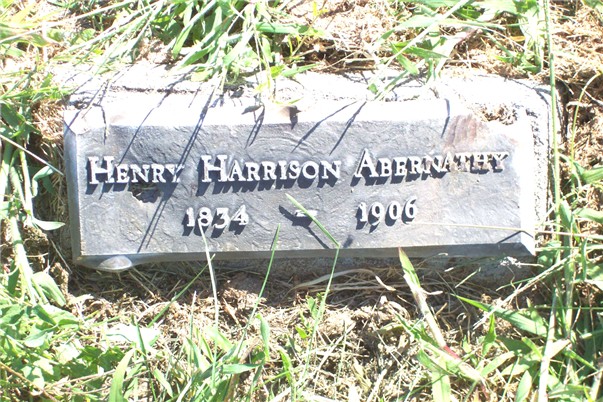 HENRY HARRISON ABERNATHY
1834 - 1906